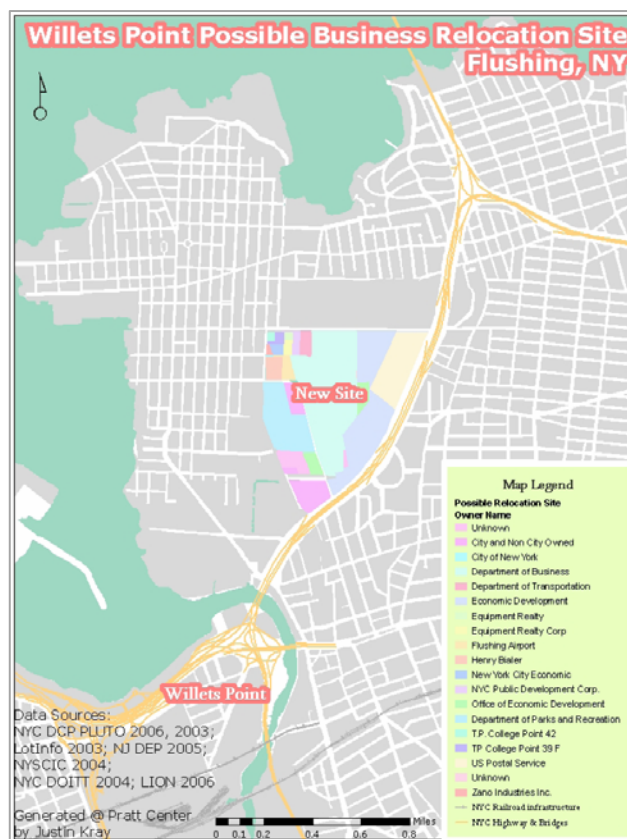 Willets Point Possible Business Relocation Site
Flushing, NY
New Site
Willets Point
Map Legend
Possible Relocation Site
Owner Name
Unknown
City and Non City Owned
City of New York
Department of Business
Department of Transportation
Economic Development
Equipment Realty
Equipment Realty Corp
Flushing Airport
Henry Bialer
New York City Economic
NYC Public Development Corp.
Office of Economic Development
Department of Parks and Recreation
T.P. College Point 42
TP College Point 39 F
US Postal Service
Unknown
Zano Industries Inc.
NYC Railroad infrastructure
NYC Highway & Bridges
Data Sources:
NYC DCP PLUTO 2006, 2003;
LotInfo 2003; NJ DEP 2005;
NYSCIC 2004;
NYC DOITT 2004; LION 2006
Generated @ Pratt Center
by Justin Kray
Miles
0 0.1 0.2 0.4 0.6 0.8